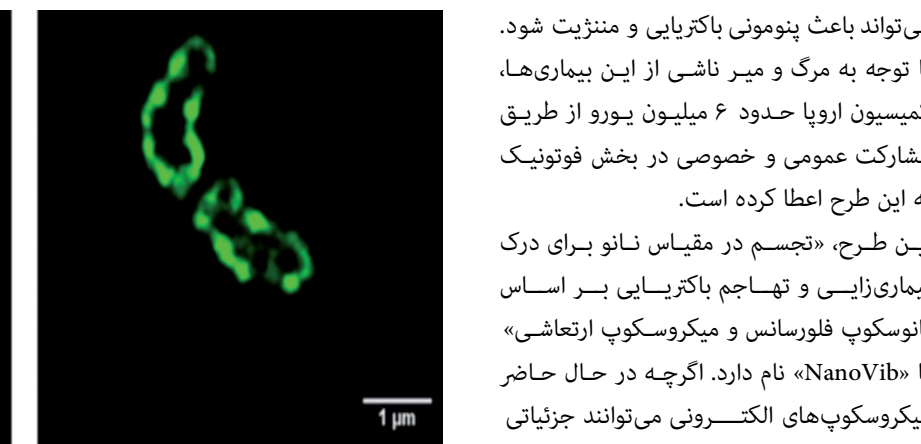 می‌تواند باعث پنومونی باکتریایی و مننژیت شود.
با توجه به مرگ و میر ناشی از این بیماری‌ها،
کمیسیون اروپا حدود ۶ میلیون یورو از طریق
مشارکت عمومی و خصوصی در بخش فوتونیک
به این طرح اعطا کرده است.
این طرح، «تجسم در مقیاس نانو برای درک
بیماری‌زایی و تهاجم باکتریایی بر اساس
نانوسکوپ فلورسانس و میکروسکوپ ارتعاشی»
یا «NanoVib» نام دارد. اگرچه در حال حاضر
میکروسکوپ‌های الکترونی می‌توانند جزئیاتی
1 µm